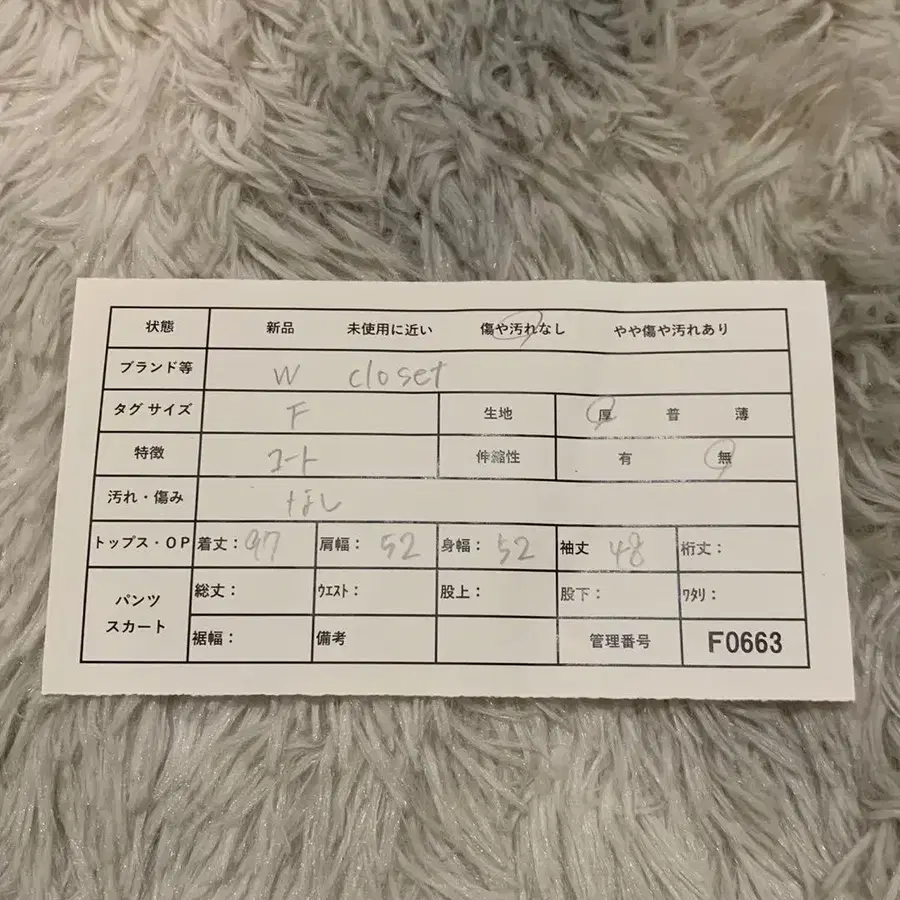 状態 新品 未使用に近い 傷や汚れなし やや傷や汚れあり
ブランド等 W closet
タグ サイズ F 生地 厚 普 薄
特徴 コート 伸縮性 有 無
汚れ・傷み なし
トップス・OP 着丈：97 肩幅：52 身幅：52 袖丈 48 裄丈：
パンツ スカート 総丈： ウエスト： 股上： 股下： ワタリ：
裾幅： 備考 管理番号 F0663